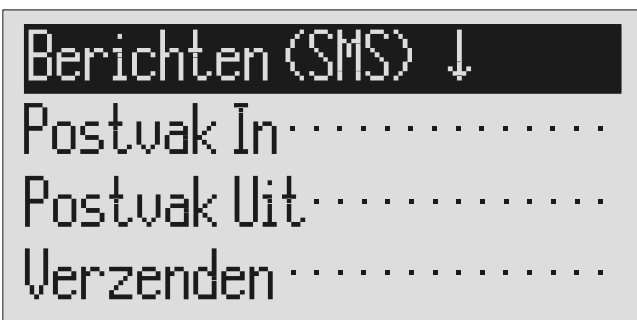 Berichten (SMS) ↓
Postvak In··············
Postvak Uit·············
Verzenden··············